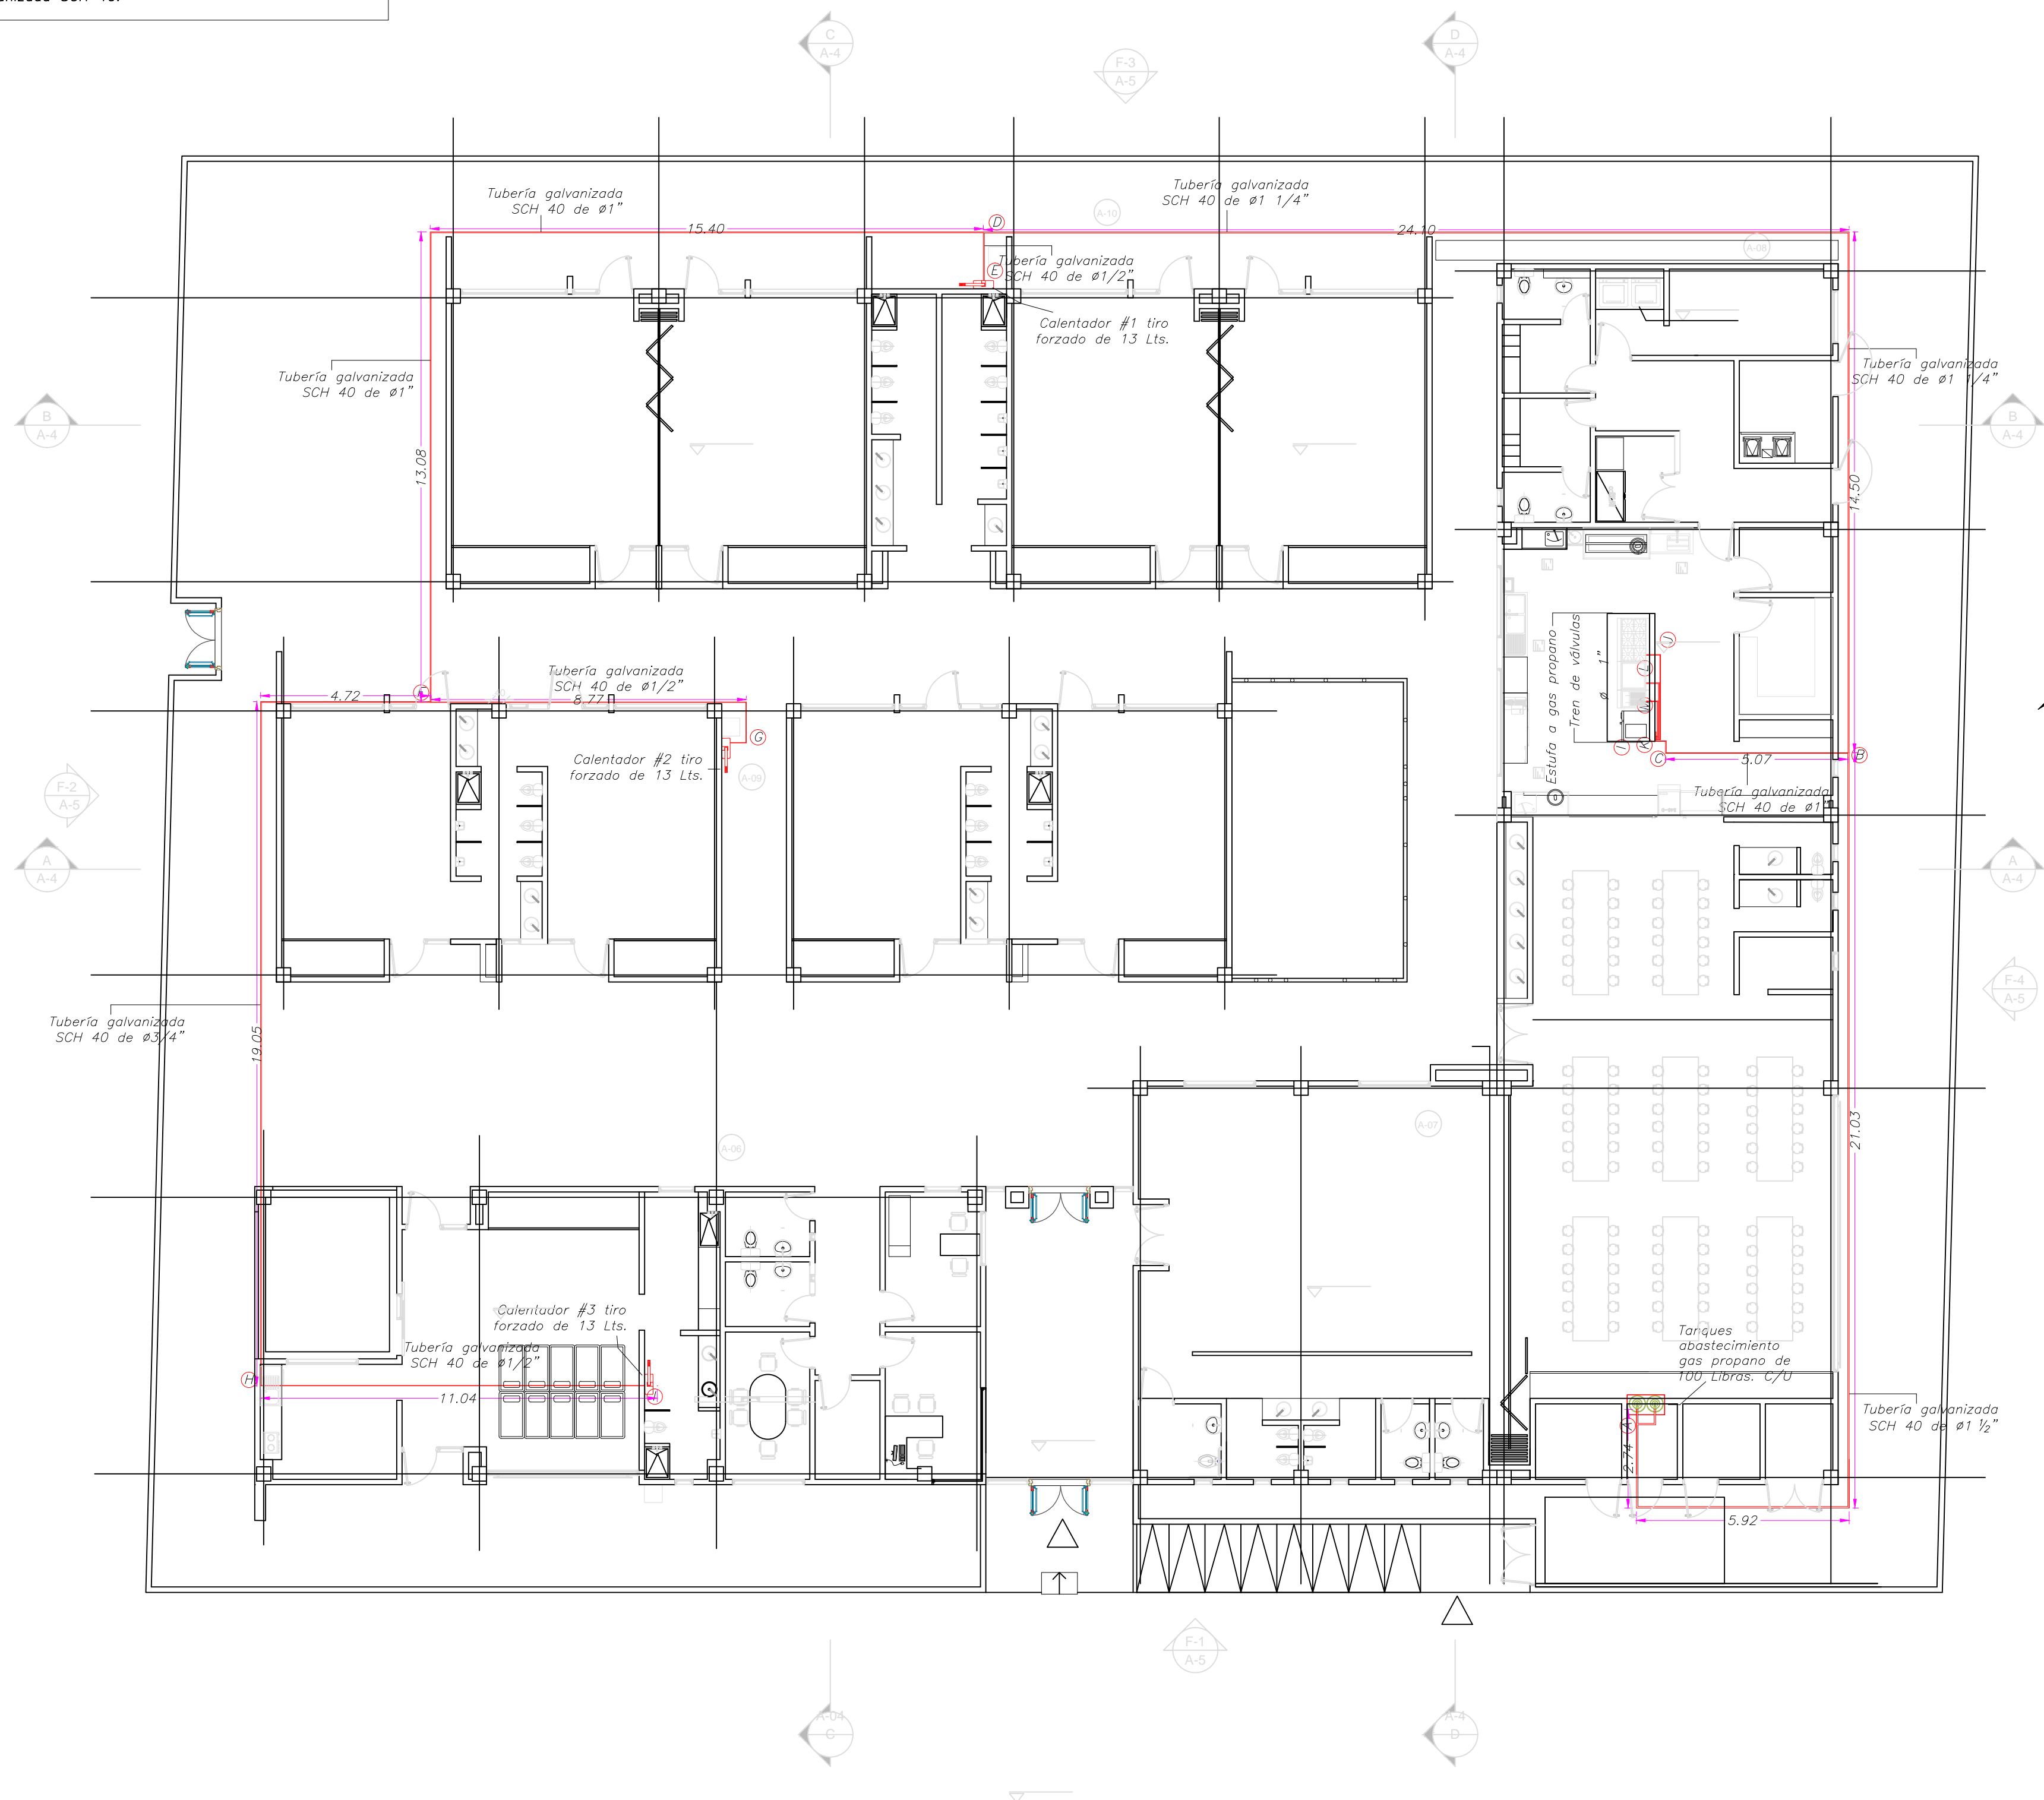 C
A-4
D
A-4
F-3
A-5
Tubería galvanizada
SCH 40 de ø1"
15.40
D
Tubería galvanizada
SCH 40 de ø1 1/4"
A-10
24.10
A-08
Tubería galvanizada
SCH 40 de ø1/2"
E
Calentador #1 tiro
forzado de 13 Lts.
Tubería galvanizada
SCH 40 de ø1"
13.08
Tubería galvanizada
SCH 40 de ø1 1/4"
14.50
B
A-4
B
A-4
Estufa a gas propano
Tren de válvulas
ø 1"
J
L
M
K
I
C
5.07
B
Tubería galvanizada
SCH 40 de ø1"
4.72
F
Tubería galvanizada
SCH 40 de ø1/2"
8.77
G
Calentador #2 tiro
forzado de 13 Lts.
A-09
F-2
A-5
A
A-4
A
A-4
F-4
A-5
Tubería galvanizada
SCH 40 de ø3/4"
19.05
21.03
A-06
A-07
Calentador #3 tiro
forzado de 13 Lts.
Tubería galvanizada
SCH 40 de ø1/2"
H
11.04
I
Tanques
abastecimiento
gas propano de
100 Libras. C/U
A
2.74
Tubería galvanizada
SCH 40 de ø1 ½"
5.92
F-1
A-5
A-04
C
A-4
D